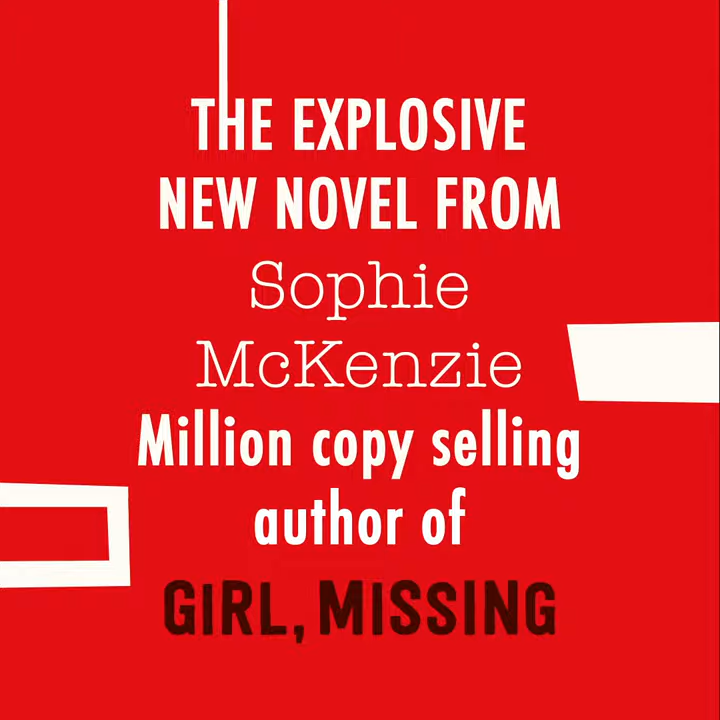 THE EXPLOSIVE
NEW NOVEL FROM
Sophie
McKenzie
Million copy selling
author of
GIRL, MISSING